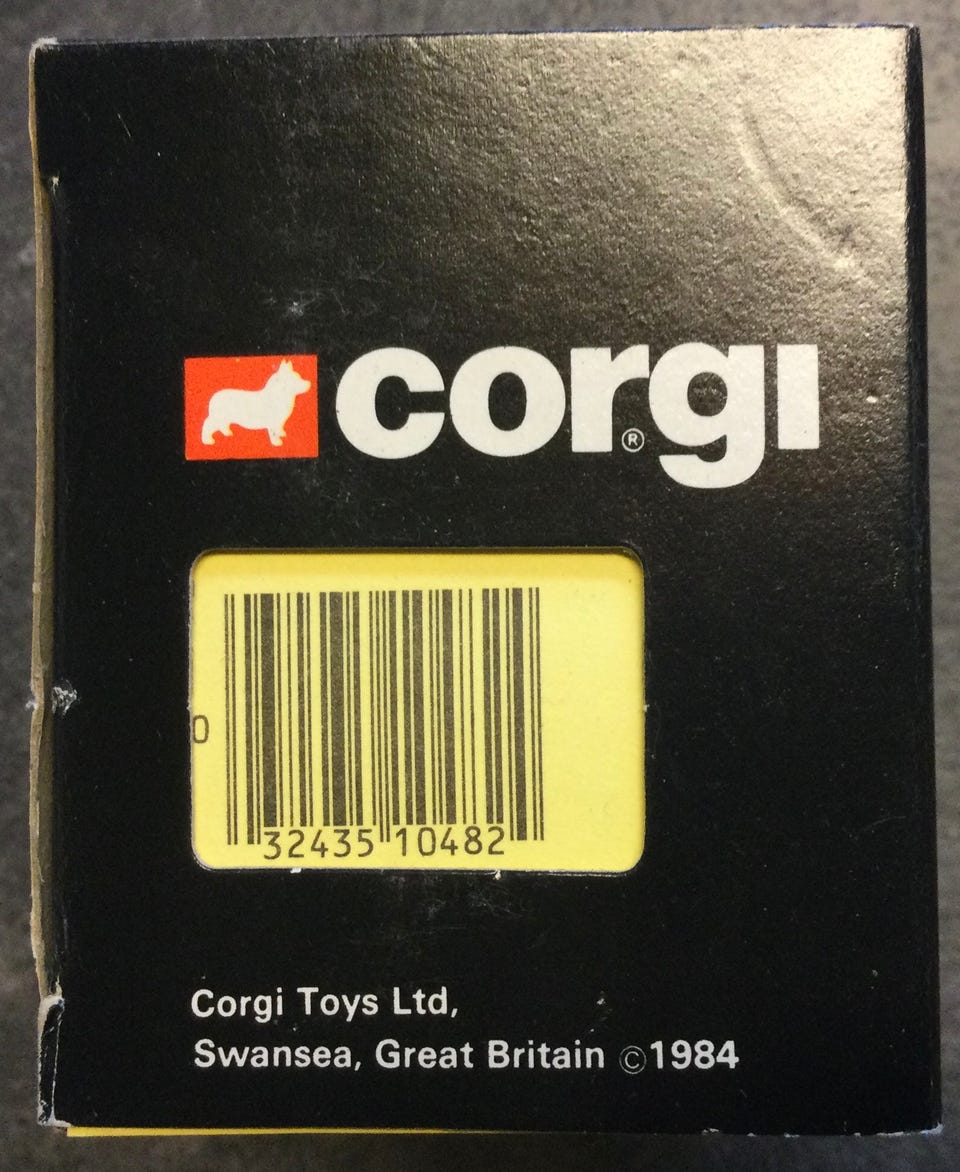 corgi®
0 32435 10482
Corgi Toys Ltd,
Swansea, Great Britain ©1984